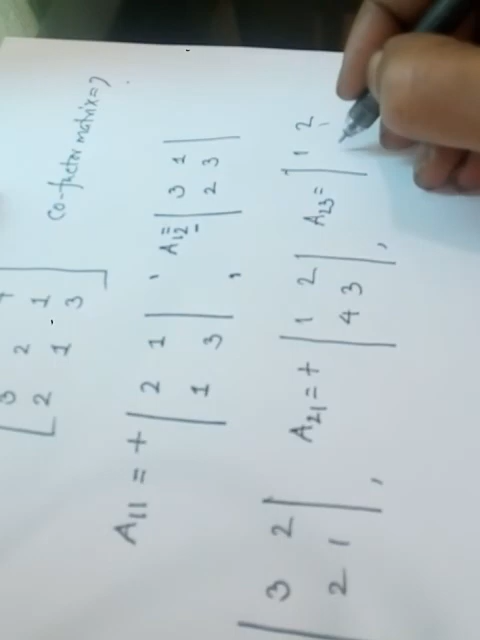 3 2 1 Co-factor matrix=?
2 1 3
A11 = + | 2 1 | , A12 = - | 3 1 |
1 3 , 2 3
| 3 2 | A21 = + | 1 2 | A23 = | 1 2
2 1 , 4 3 ,